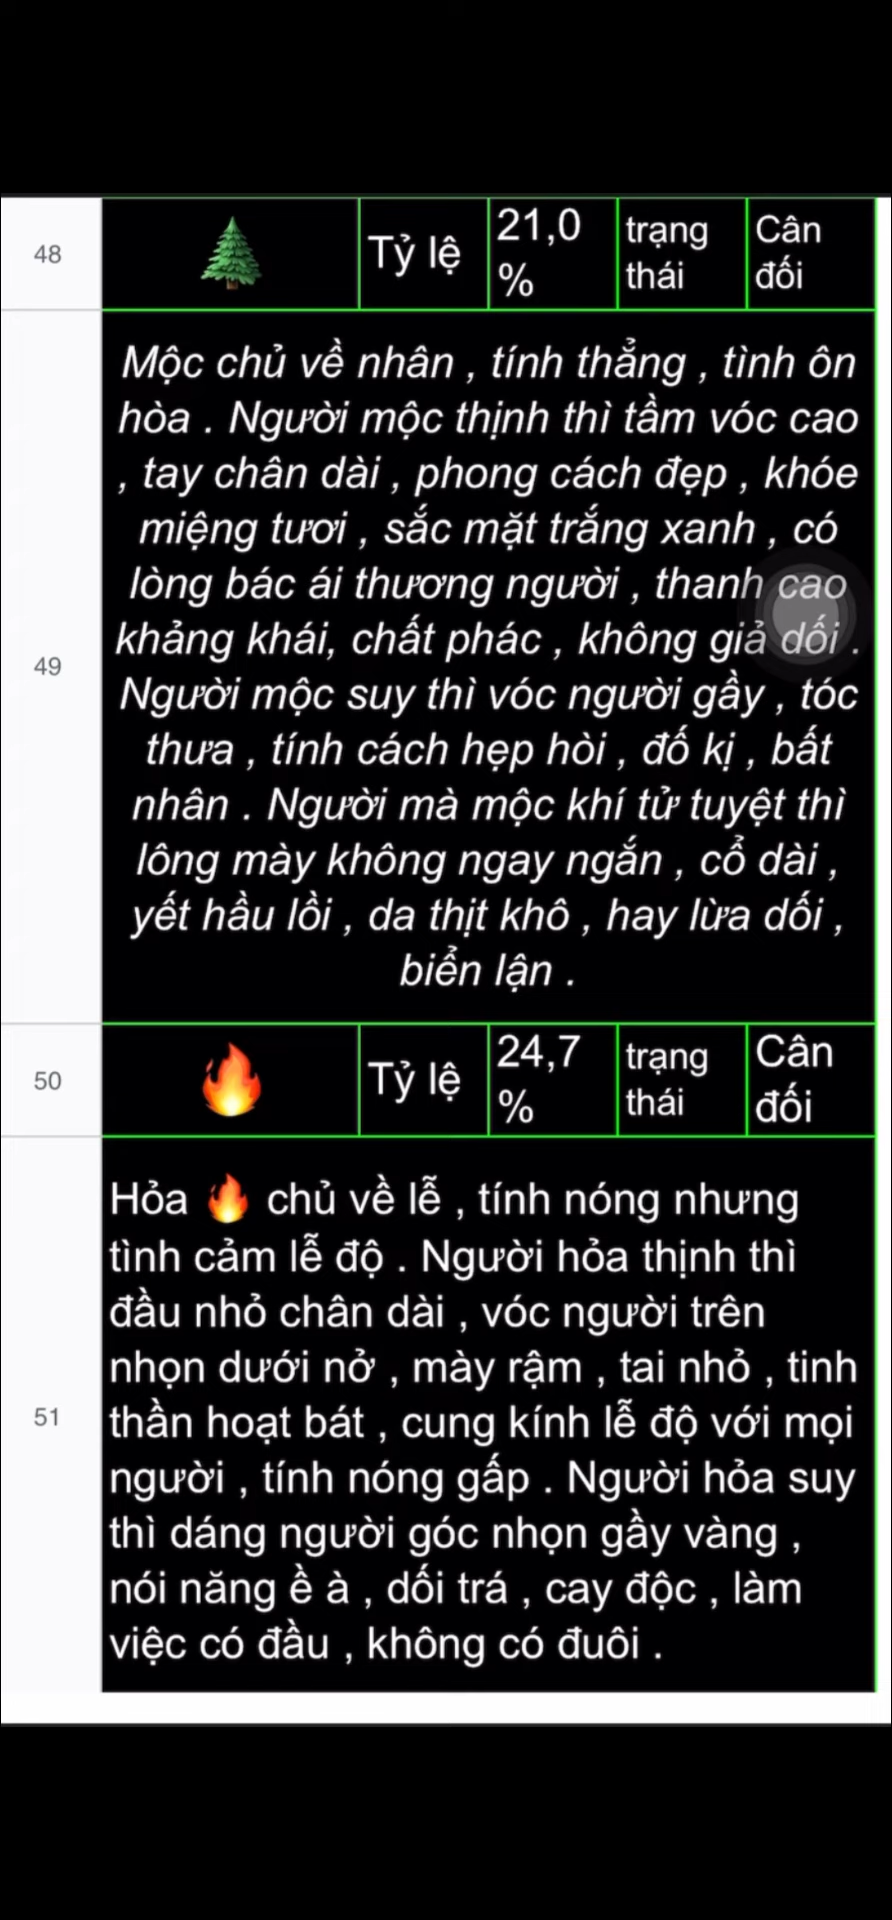 48
Tỷ lệ
21,0
%
trạng
thái
Cân
đối
49
Mộc chủ về nhân , tính thẳng , tình ôn
hòa . Người mộc thịnh thì tầm vóc cao
, tay chân dài , phong cách đẹp , khóe
miệng tươi , sắc mặt trắng xanh , có
lòng bác ái thương người , thanh cao
khảng khái, chất phác , không giả dối .
Người mộc suy thì vóc người gầy , tóc
thưa , tính cách hẹp hòi , đố kị , bất
nhân . Người mà mộc khí tử tuyệt thì
lông mày không ngay ngắn , cổ dài ,
yết hầu lồi , da thịt khô , hay lừa dối ,
biển lận .
50
Tỷ lệ
24,7
%
trạng
thái
Cân
đối
51
Hỏa 🔥 chủ về lễ , tính nóng nhưng
tình cảm lễ độ . Người hỏa thịnh thì
đầu nhỏ chân dài , vóc người trên
nhọn dưới nở , mày rậm , tai nhỏ , tinh
thần hoạt bát , cung kính lễ độ với mọi
người , tính nóng gấp . Người hỏa suy
thì dáng người góc nhọn gầy vàng ,
nói năng ề à , dối trá , cay độc , làm
việc có đầu , không có đuôi .